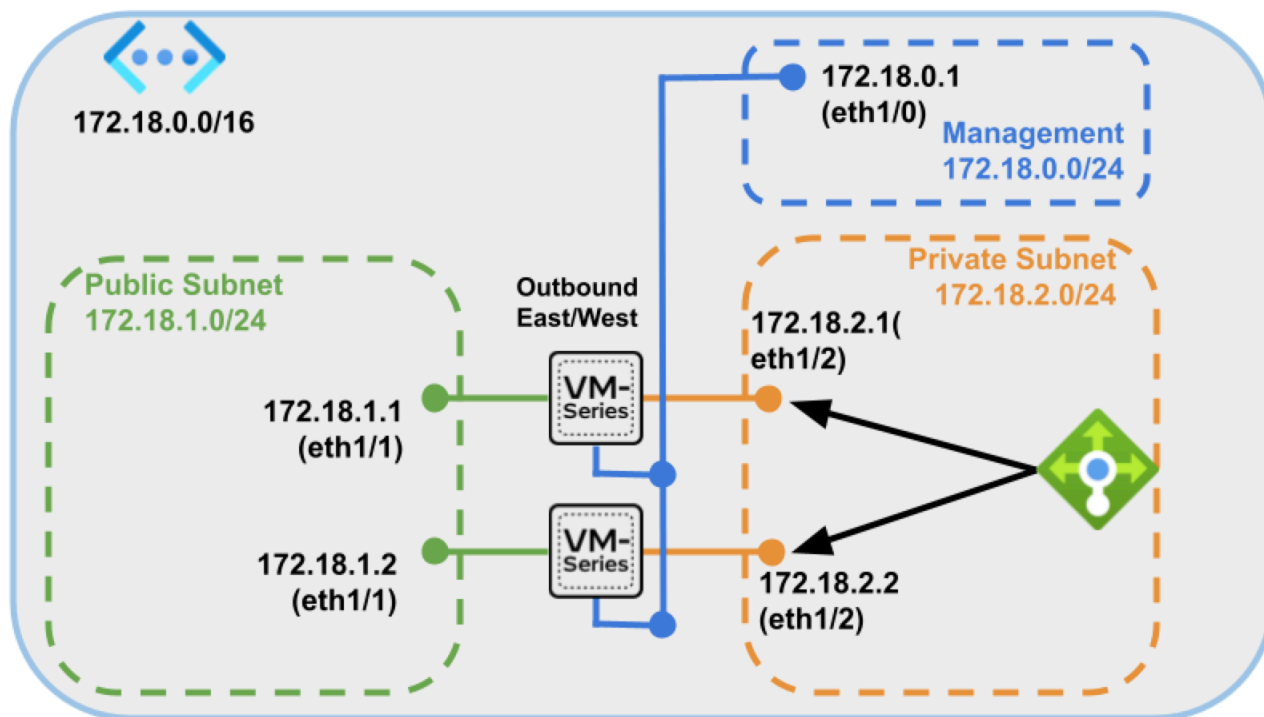 172.18.0.0/16
172.18.0.1
(eth1/0)
Management
172.18.0.0/24
Public Subnet
172.18.1.0/24
Outbound
East/West
Private Subnet
172.18.2.0/24
172.18.2.1(
eth1/2)
172.18.1.1
(eth1/1)
VM-
Series
172.18.1.2
(eth1/1)
VM-
Series
172.18.2.2
(eth1/2)